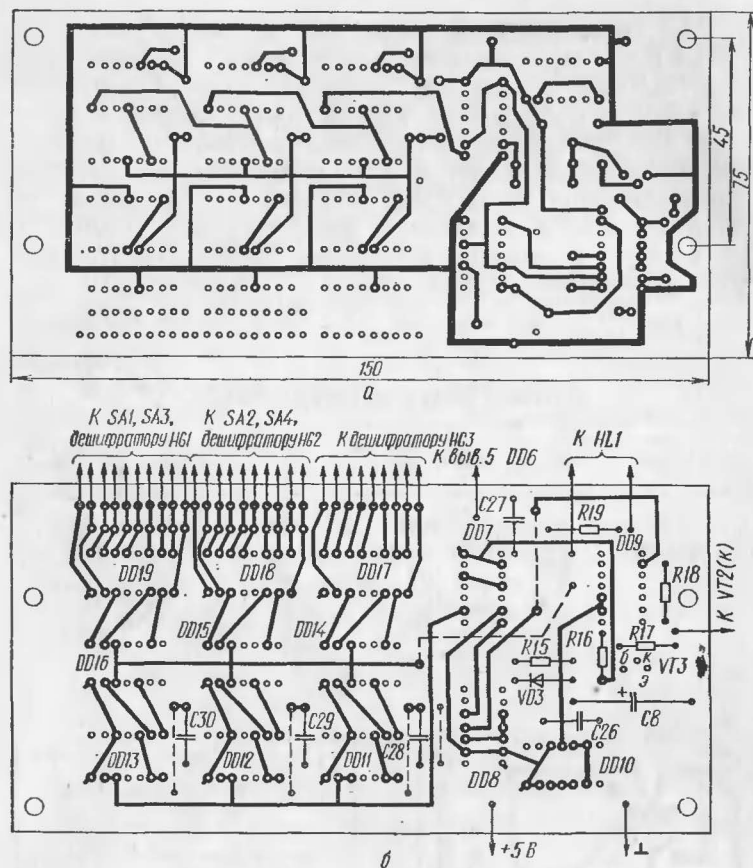 45
75
150
а
К SA1, SA3,
дешифратору HG1
К SA2, SA4,
дешифратору HG2
К дешифратору HG3
К выв.5 DD6
К HL1
C27
DD7
R19
DD9
DD19
DD18
DD17
R18
К VT2(К)
DD15
DD14
DD16
R15
R16
R17
б
к
э
VT3
VD3
+
C8
C30
C29
C28
C26
DD13
DD12
DD11
DD8
DD10
+5 В
⊥
б